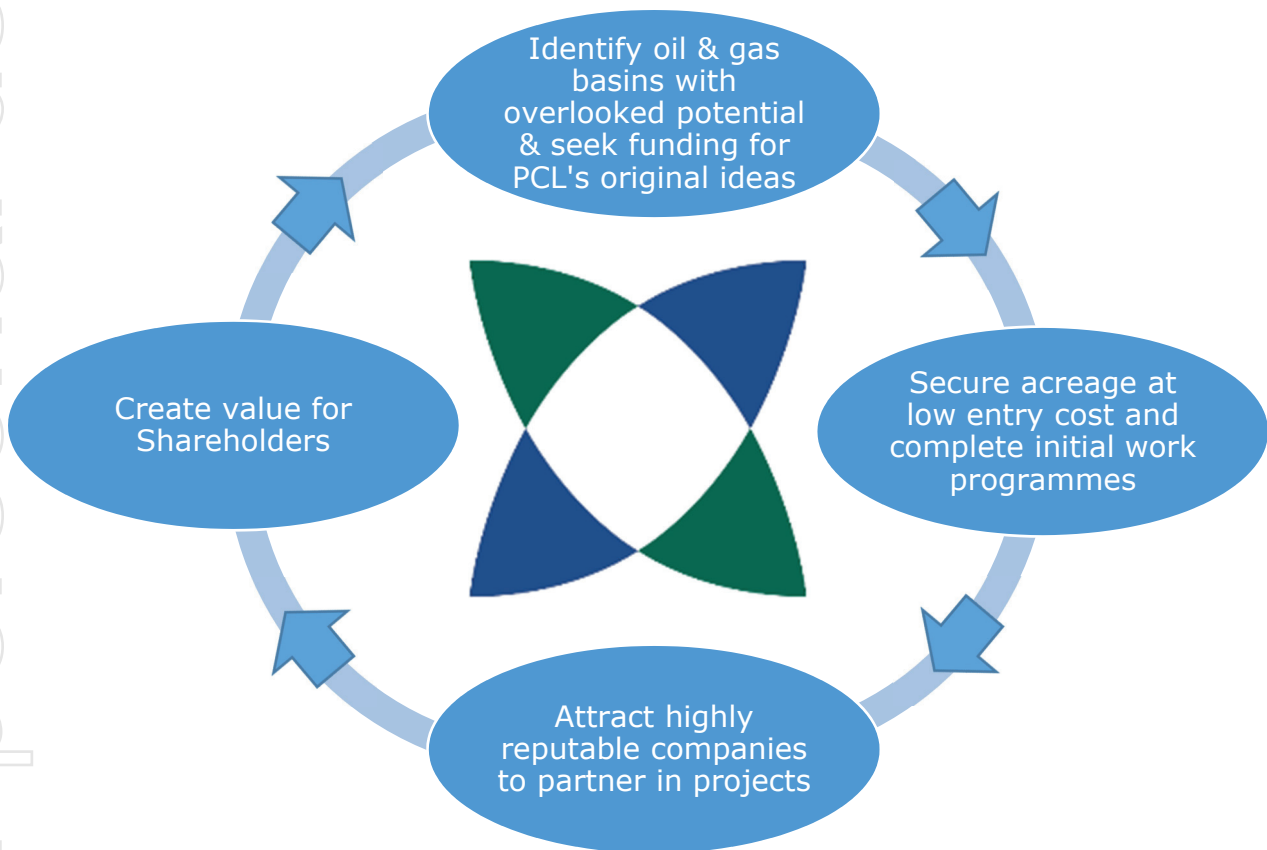 Identify oil & gas
basins with
overlooked potential
& seek funding for
PCL's original ideas
Secure acreage at
low entry cost and
complete initial work
programmes
Attract highly
reputable companies
to partner in projects
Create value for
Shareholders